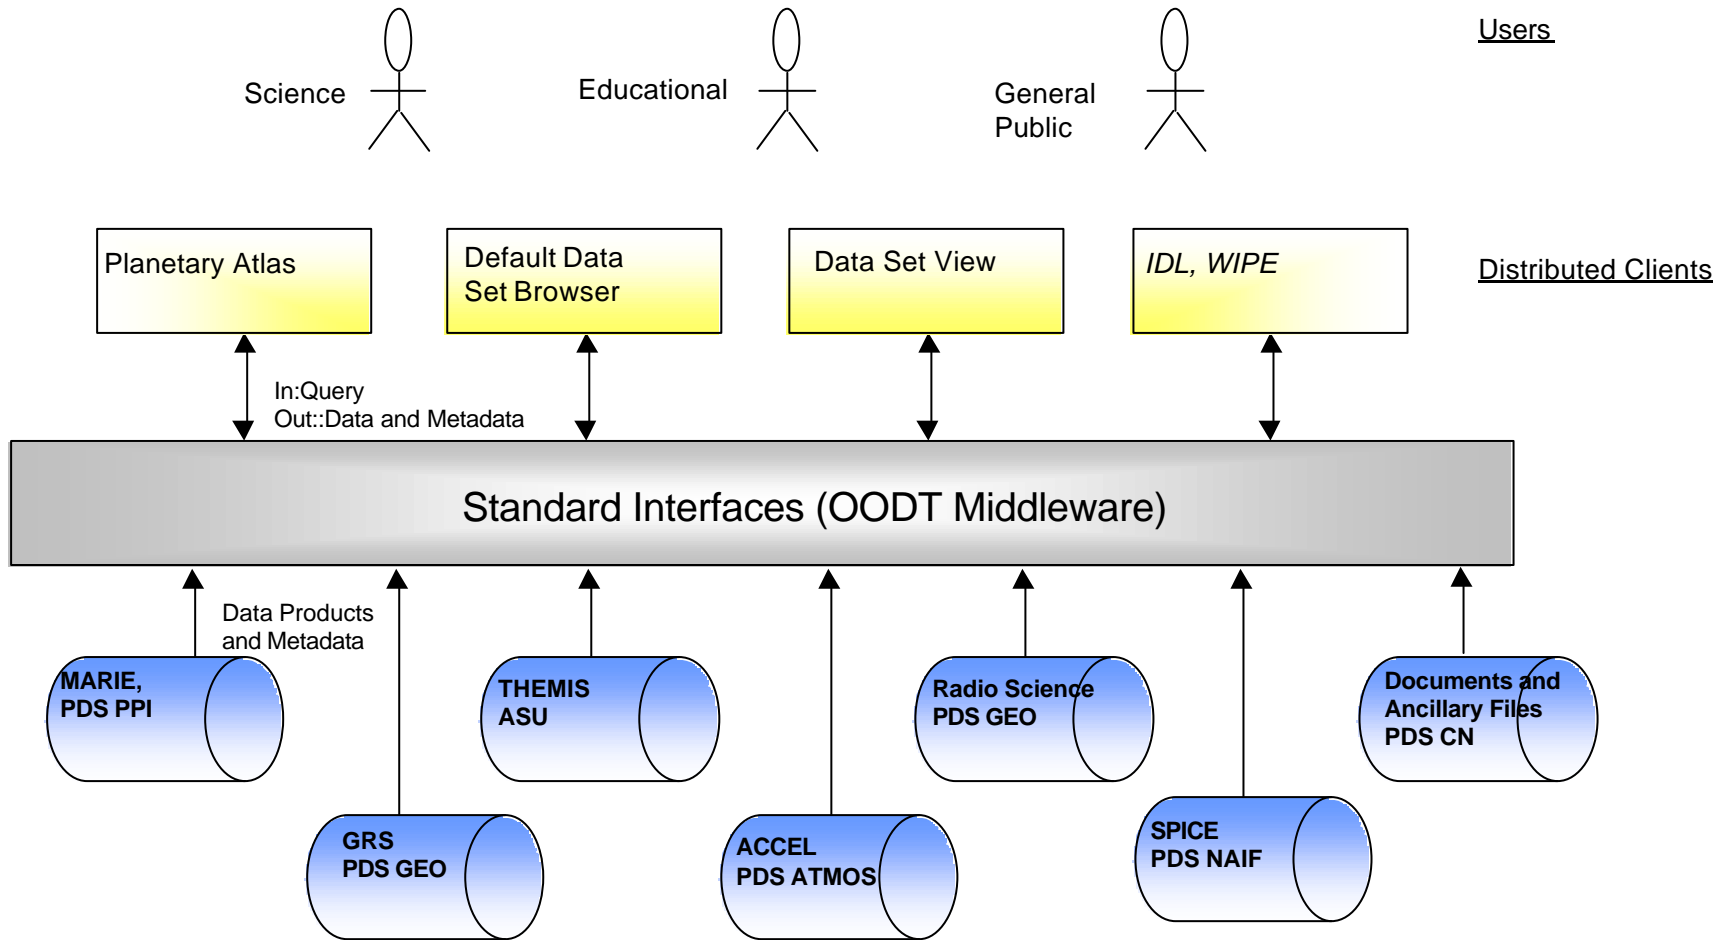 Users
Science
Educational
General
Public
Planetary Atlas
Default Data
Set Browser
Data Set View
IDL, WIPE
Distributed Clients
In:Query
Out::Data and Metadata
Standard Interfaces (OODT Middleware)
Data Products
and Metadata
MARIE,
PDS PPI
THEMIS
ASU
Radio Science
PDS GEO
Documents and
Ancillary Files
PDS CN
GRS
PDS GEO
ACCEL
PDS ATMOS
SPICE
PDS NAIF